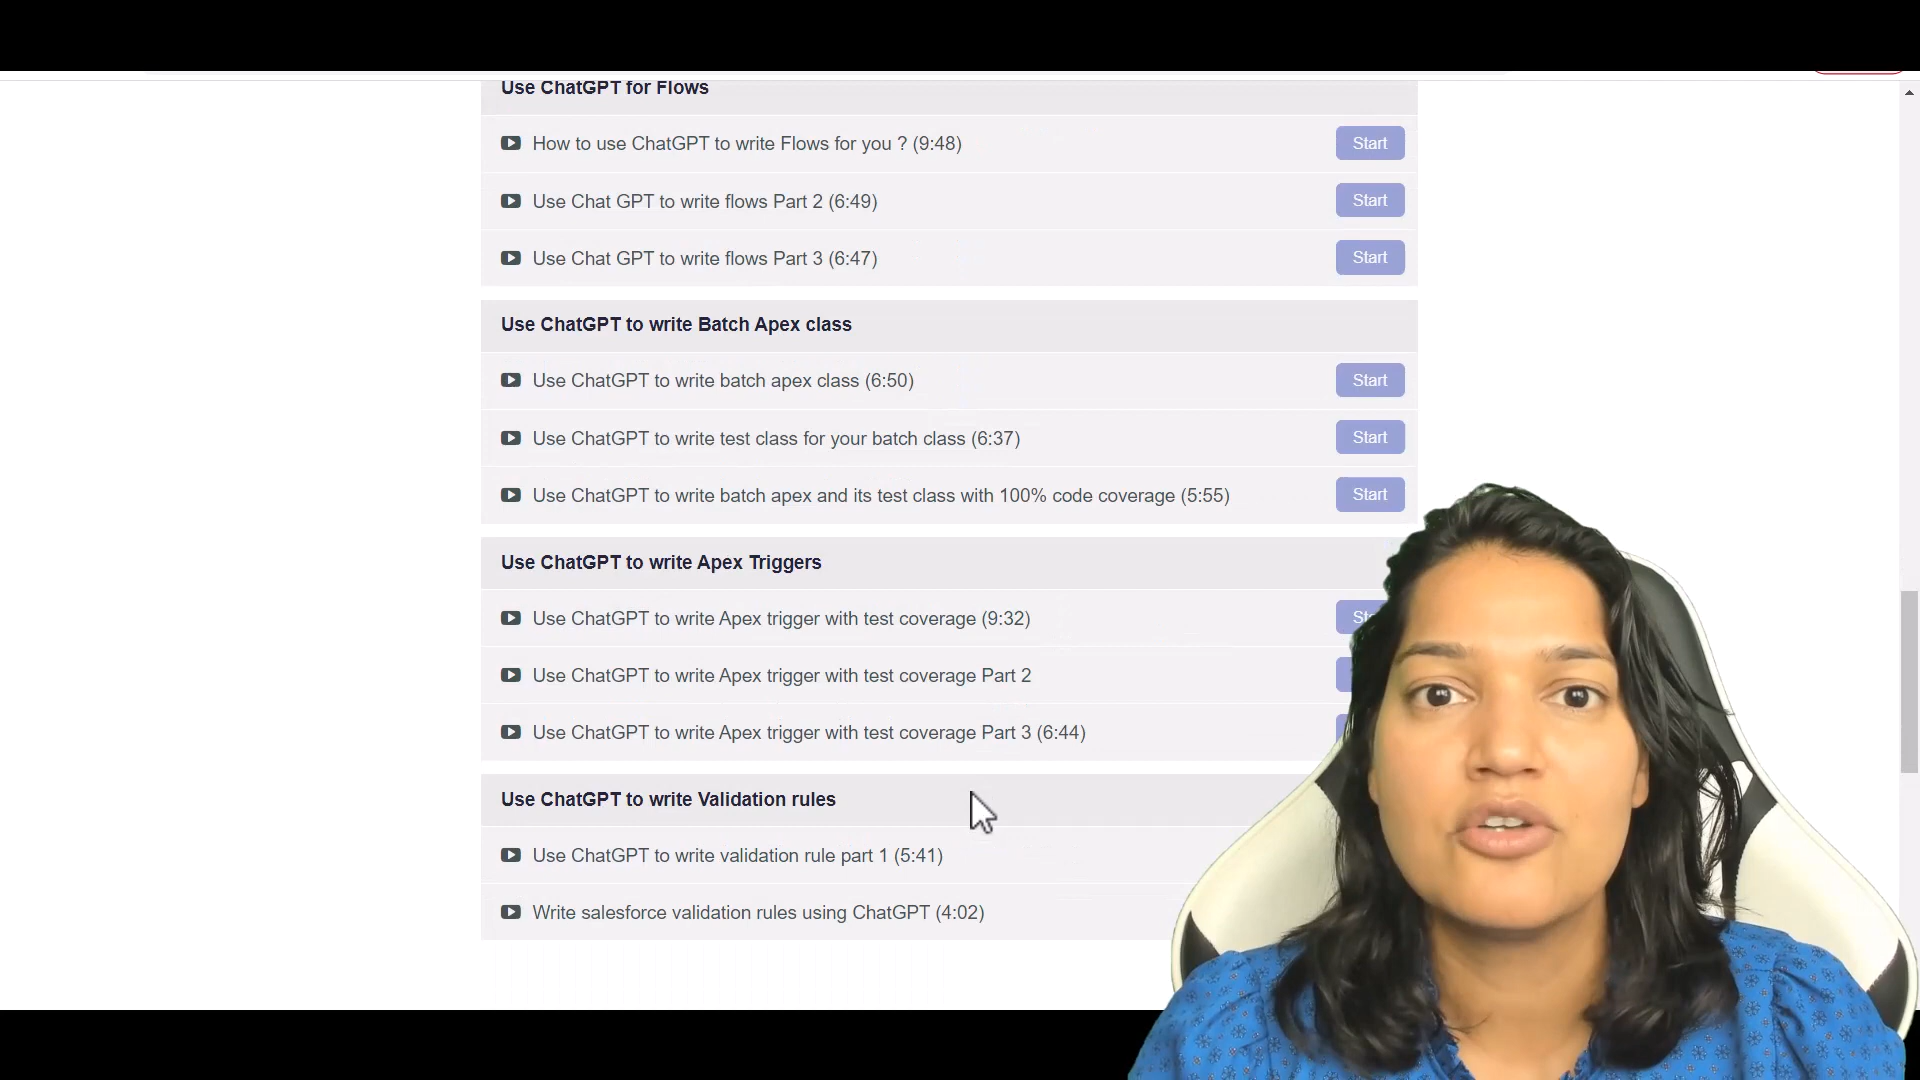 Use ChatGPT for Flows
How to use ChatGPT to write Flows for you ? (9:48)
Start
Use Chat GPT to write flows Part 2 (6:49)
Start
Use Chat GPT to write flows Part 3 (6:47)
Start
Use ChatGPT to write Batch Apex class
Use ChatGPT to write batch apex class (6:50)
Start
Use ChatGPT to write test class for your batch class (6:37)
Start
Use ChatGPT to write batch apex and its test class with 100% code coverage (5:55)
Start
Use ChatGPT to write Apex Triggers
Use ChatGPT to write Apex trigger with test coverage (9:32)
Use ChatGPT to write Apex trigger with test coverage Part 2
Use ChatGPT to write Apex trigger with test coverage Part 3 (6:44)
Use ChatGPT to write Validation rules
Use ChatGPT to write validation rule part 1 (5:41)
Write salesforce validation rules using ChatGPT (4:02)